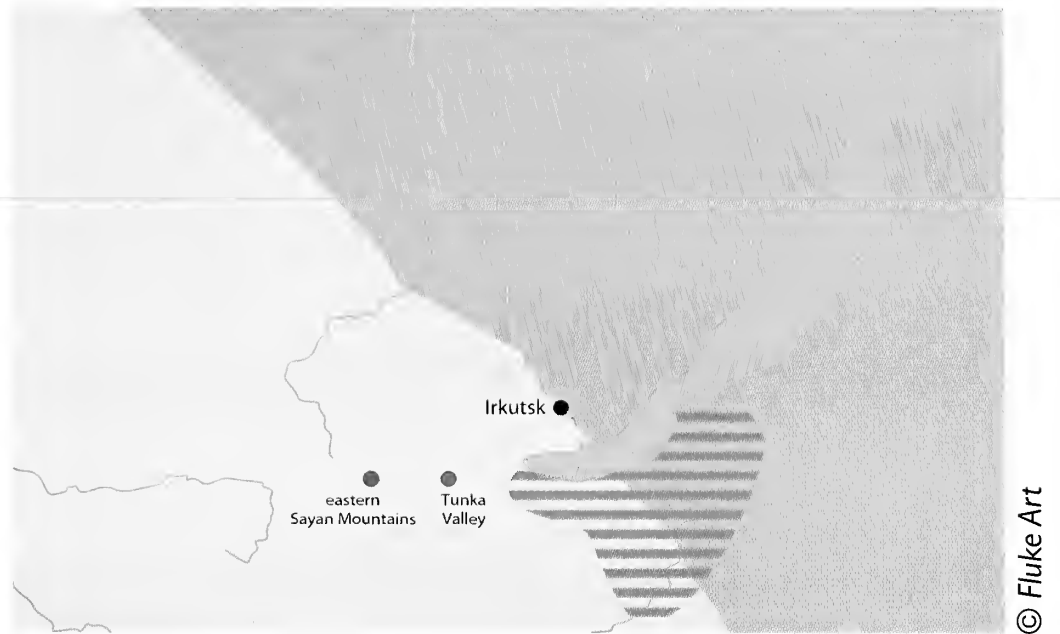 Irkutsk
eastern
Sayan Mountains
Tunka
Valley
© Fluke Art